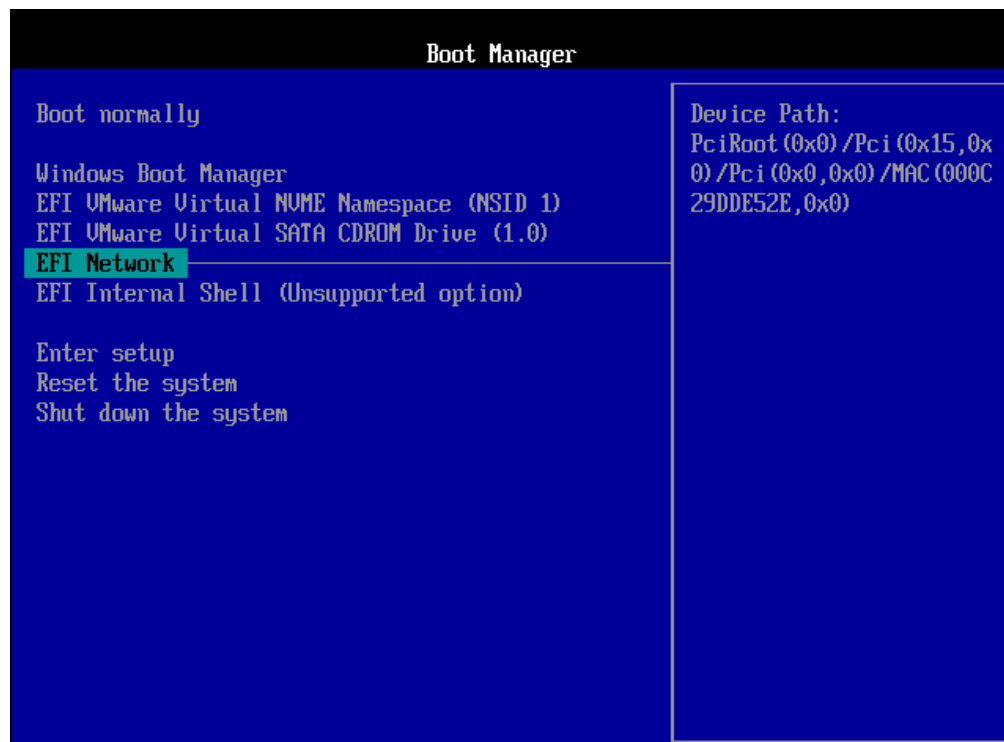 Boot Manager
Boot normally
Windows Boot Manager
EFI VMware Virtual NVME Namespace (NSID 1)
EFI VMware Virtual SATA CDROM Drive (1.0)
EFI Network
EFI Internal Shell (Unsupported option)
Enter setup
Reset the system
Shut down the system
Device Path:
PciRoot(0x0)/Pci(0x15,0x
0)/Pci(0x0,0x0)/MAC(000C
29DDE52E,0x0)